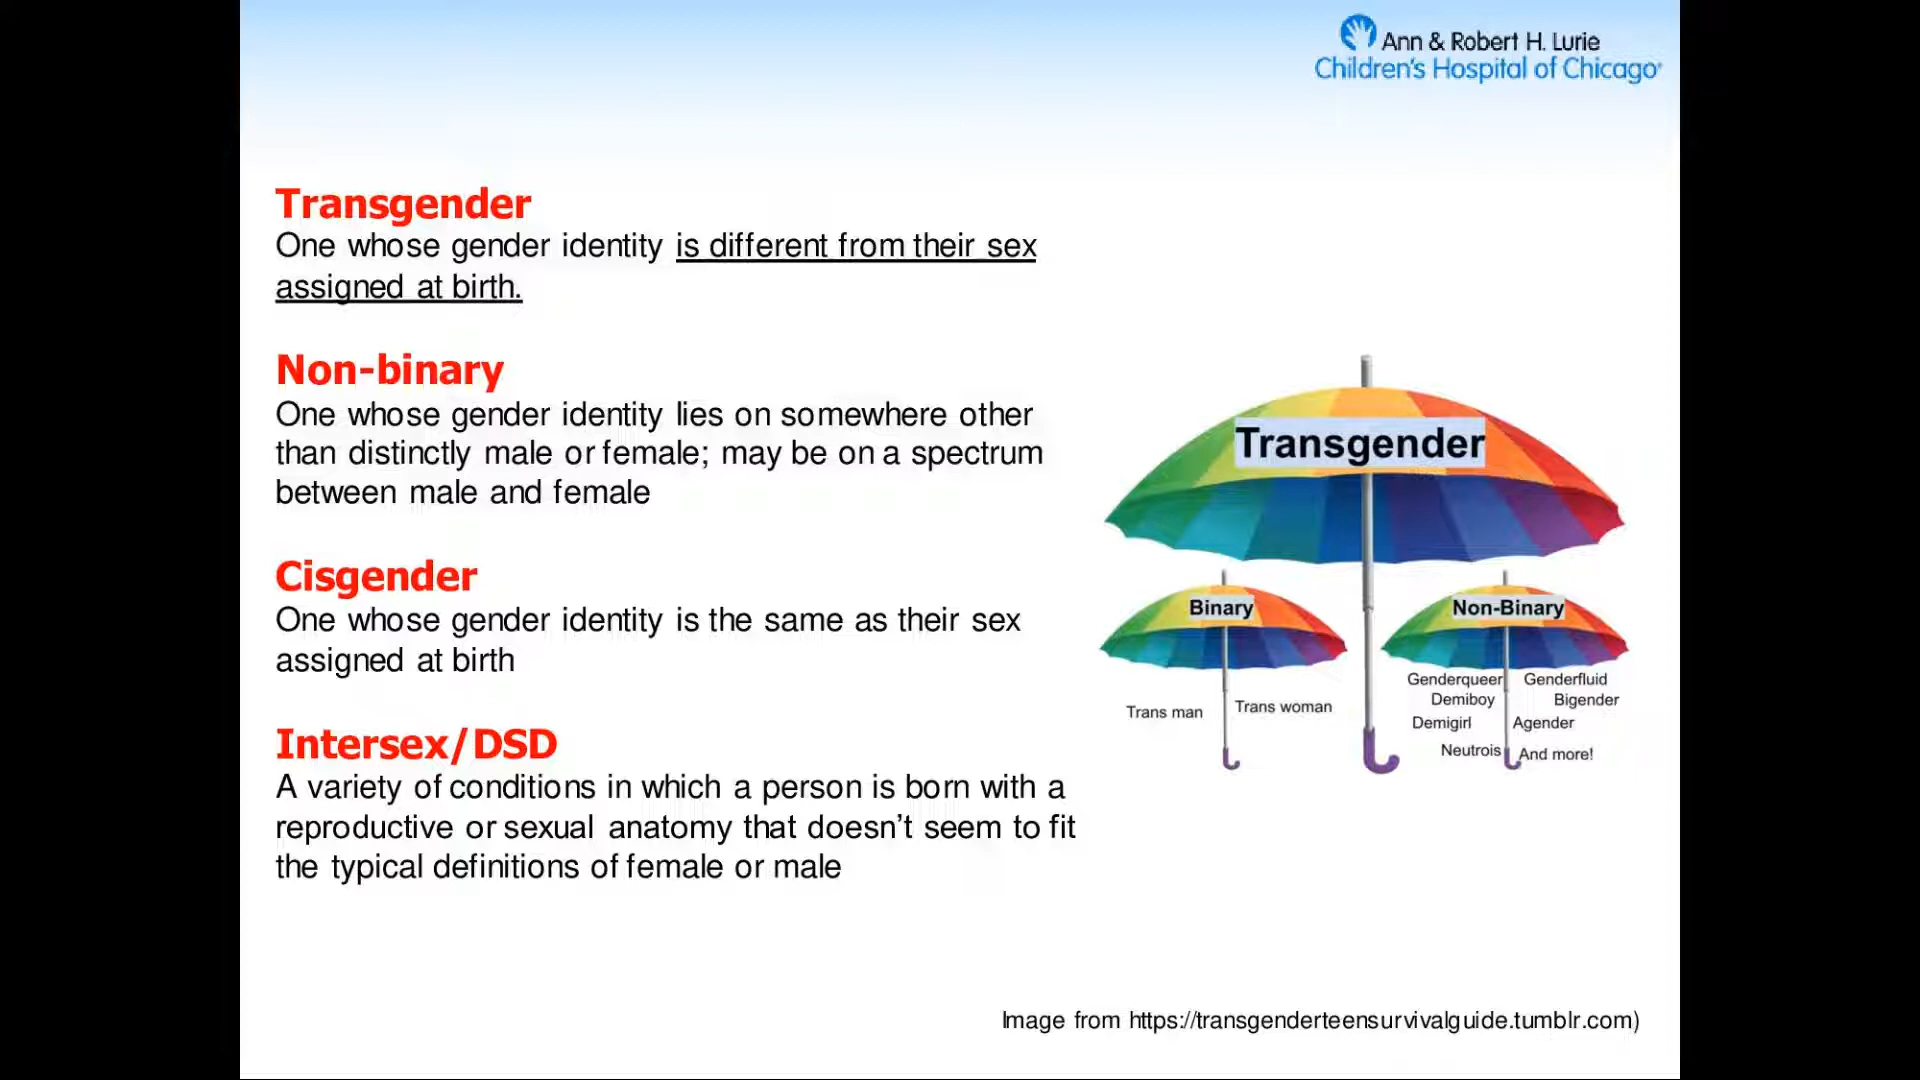 Ann & Robert H. Lurie
Children's Hospital of Chicago
Transgender
One whose gender identity is different from their sex
assigned at birth.
Non-binary
One whose gender identity lies on somewhere other
than distinctly male or female; may be on a spectrum
between male and female
Cisgender
One whose gender identity is the same as their sex
assigned at birth
Intersex/DSD
A variety of conditions in which a person is born with a
reproductive or sexual anatomy that doesn’t seem to fit
the typical definitions of female or male
Transgender
Binary
Trans man
Trans woman
Non-Binary
Genderqueer
Genderfluid
Demiboy
Bigender
Demigirl
Agender
Neutrois
And more!
Image from https://transgenderteensurvivalguide.tumblr.com)